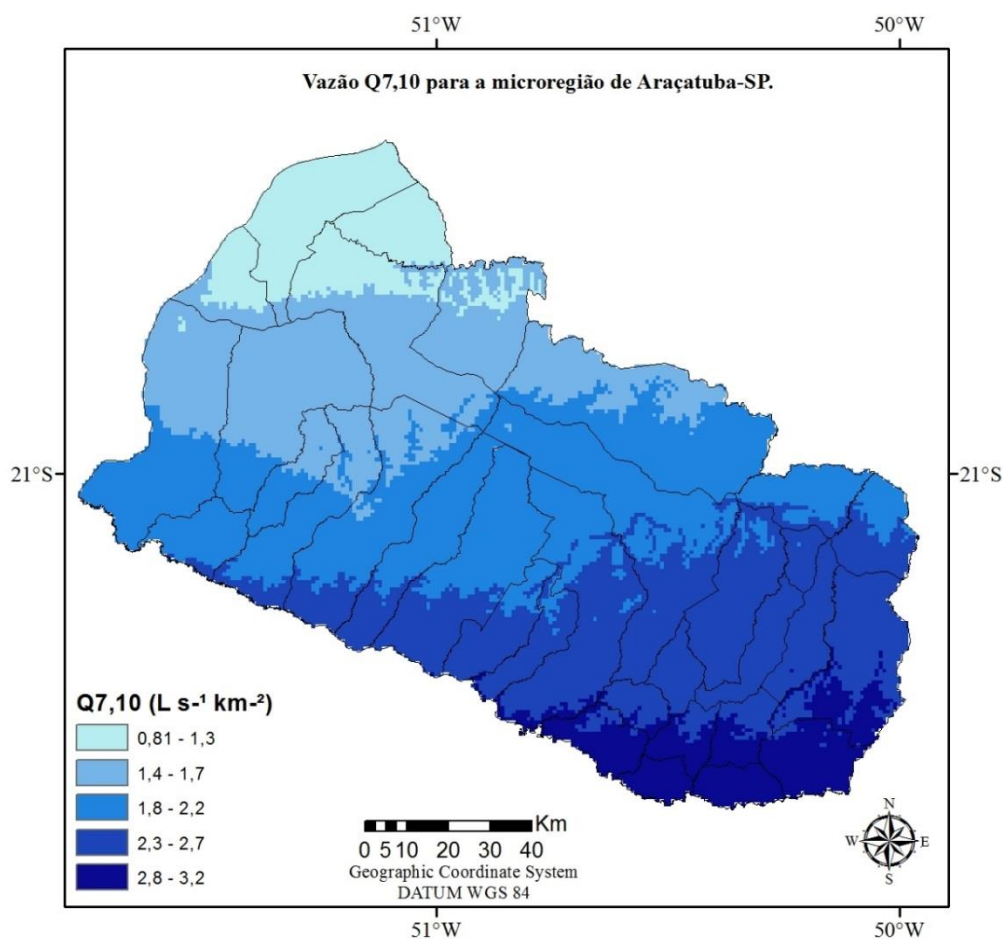 51°W 50°W
Vazão Q7,10 para a microregião de Araçatuba-SP.
21°S 21°S
Q7,10 (L s-¹ km-²)
0,81 - 1,3
1,4 - 1,7
1,8 - 2,2
2,3 - 2,7
2,8 - 3,2
Km
0 5 10 20 30 40
Geographic Coordinate System
DATUM WGS 84
N
W E
S
51°W 50°W